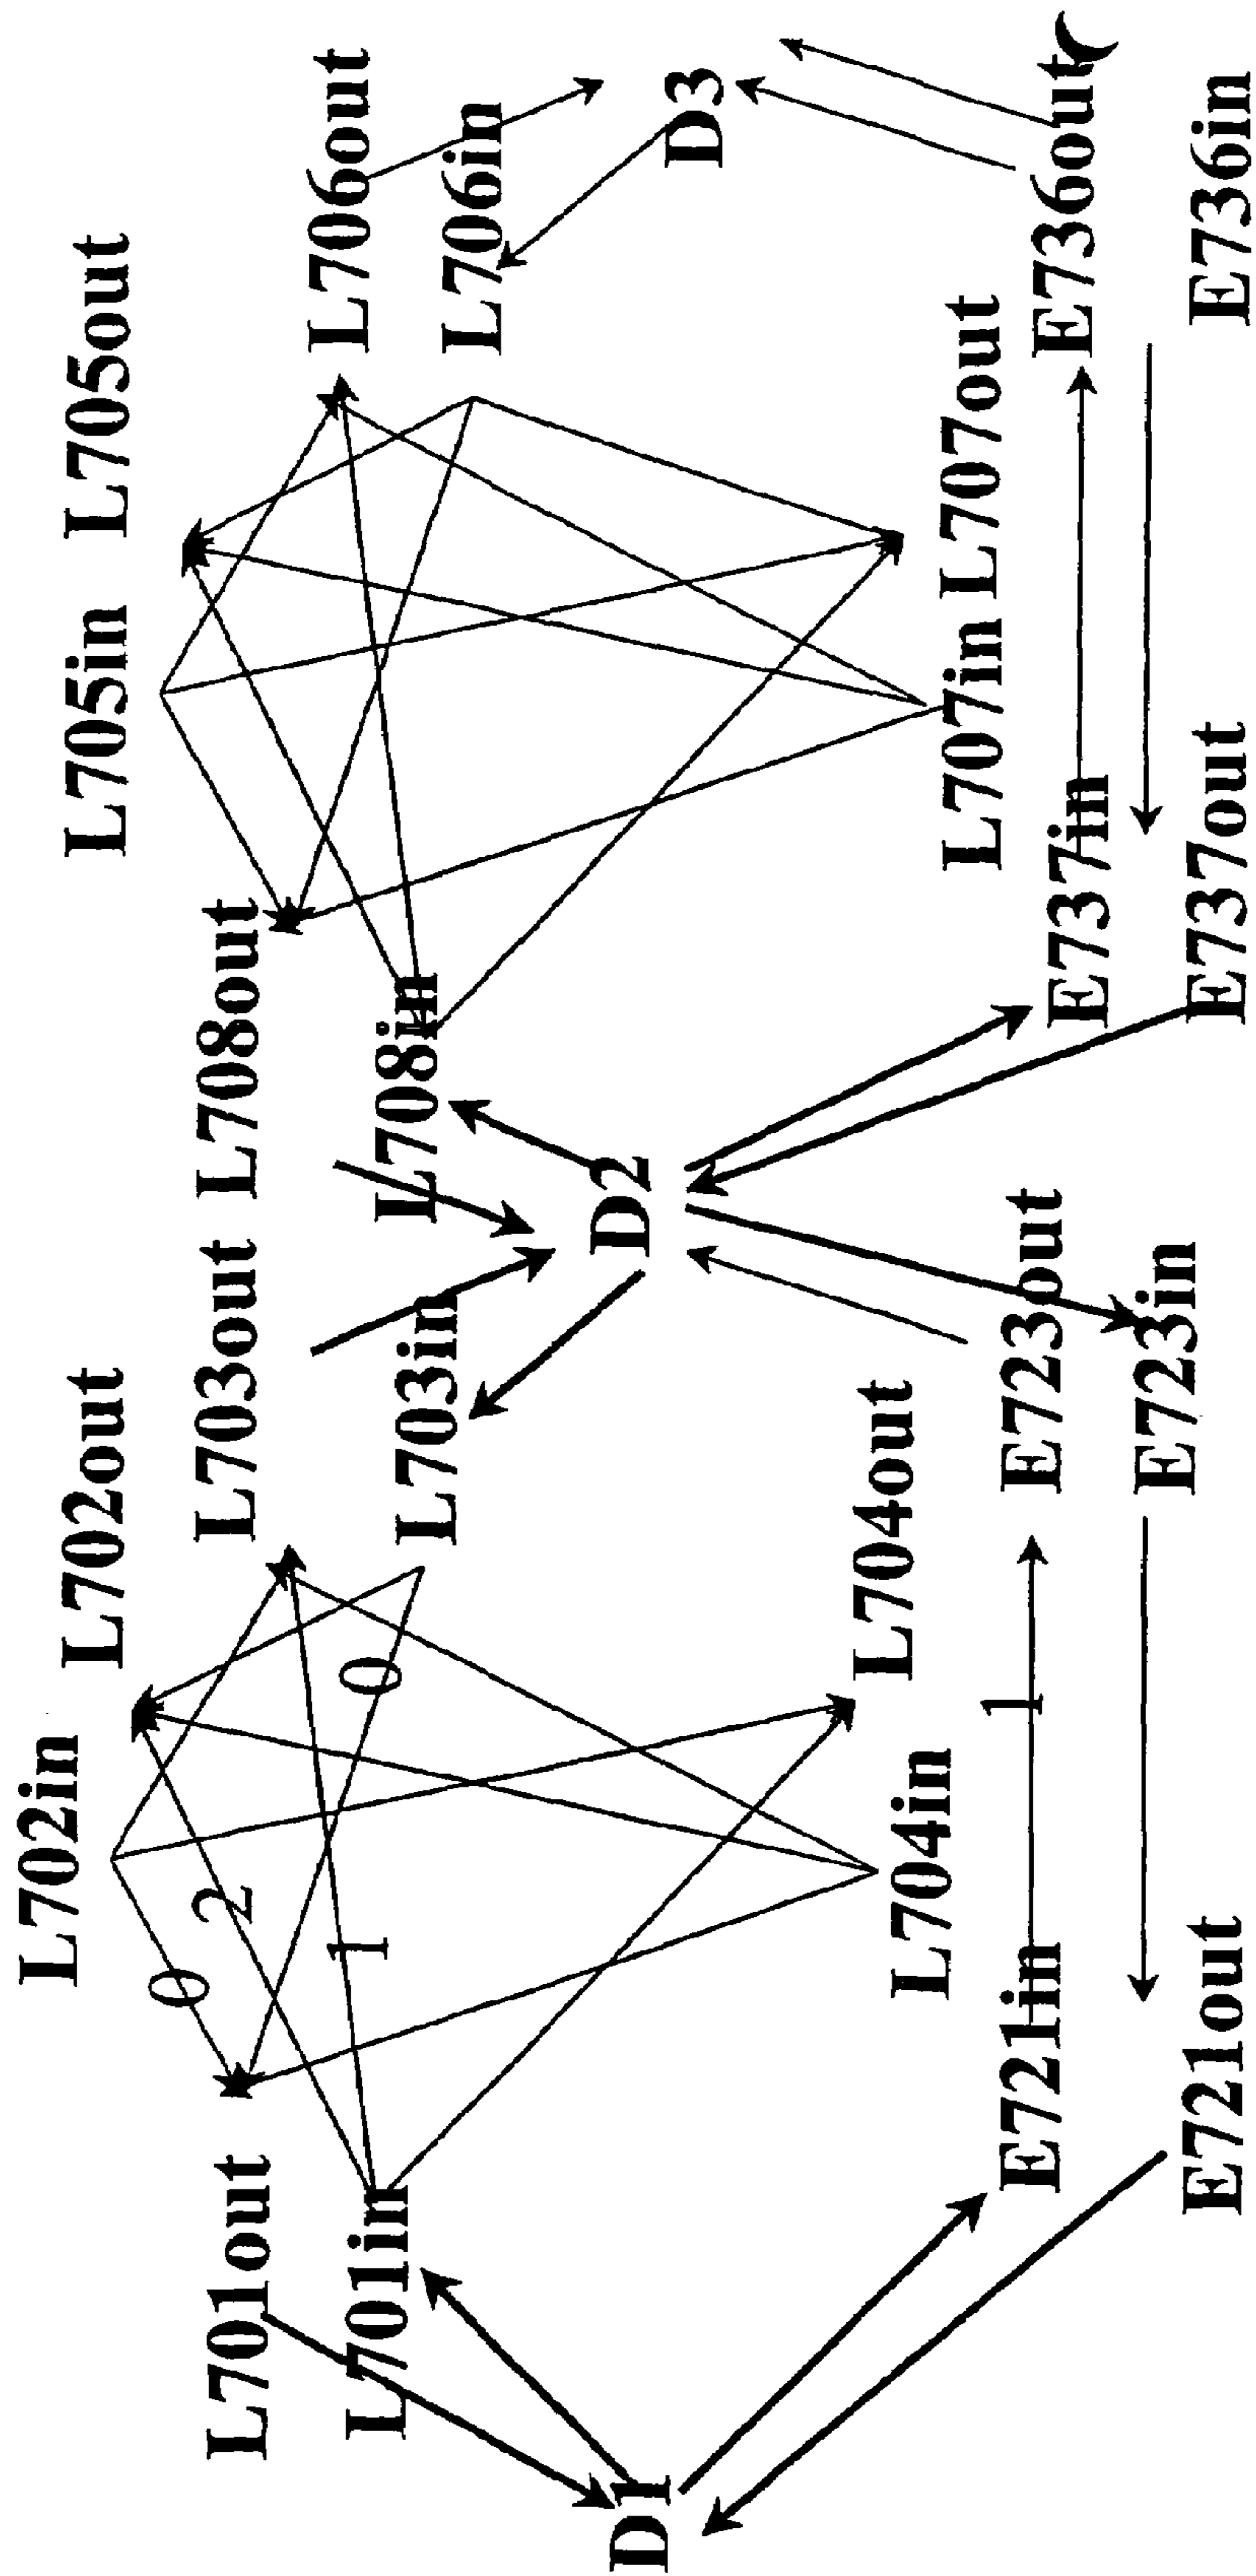 L702in
L702out
L705in
L705out
L701out
L703out
L708out
L706out
0
2
L701in
1
0
L703in
L708in
L706in
D1
D2
D3
L704in
L704out
L707in
L707out
E721in
1
E723out
E737in
E736out
E721out
E723in
E737out
E736in